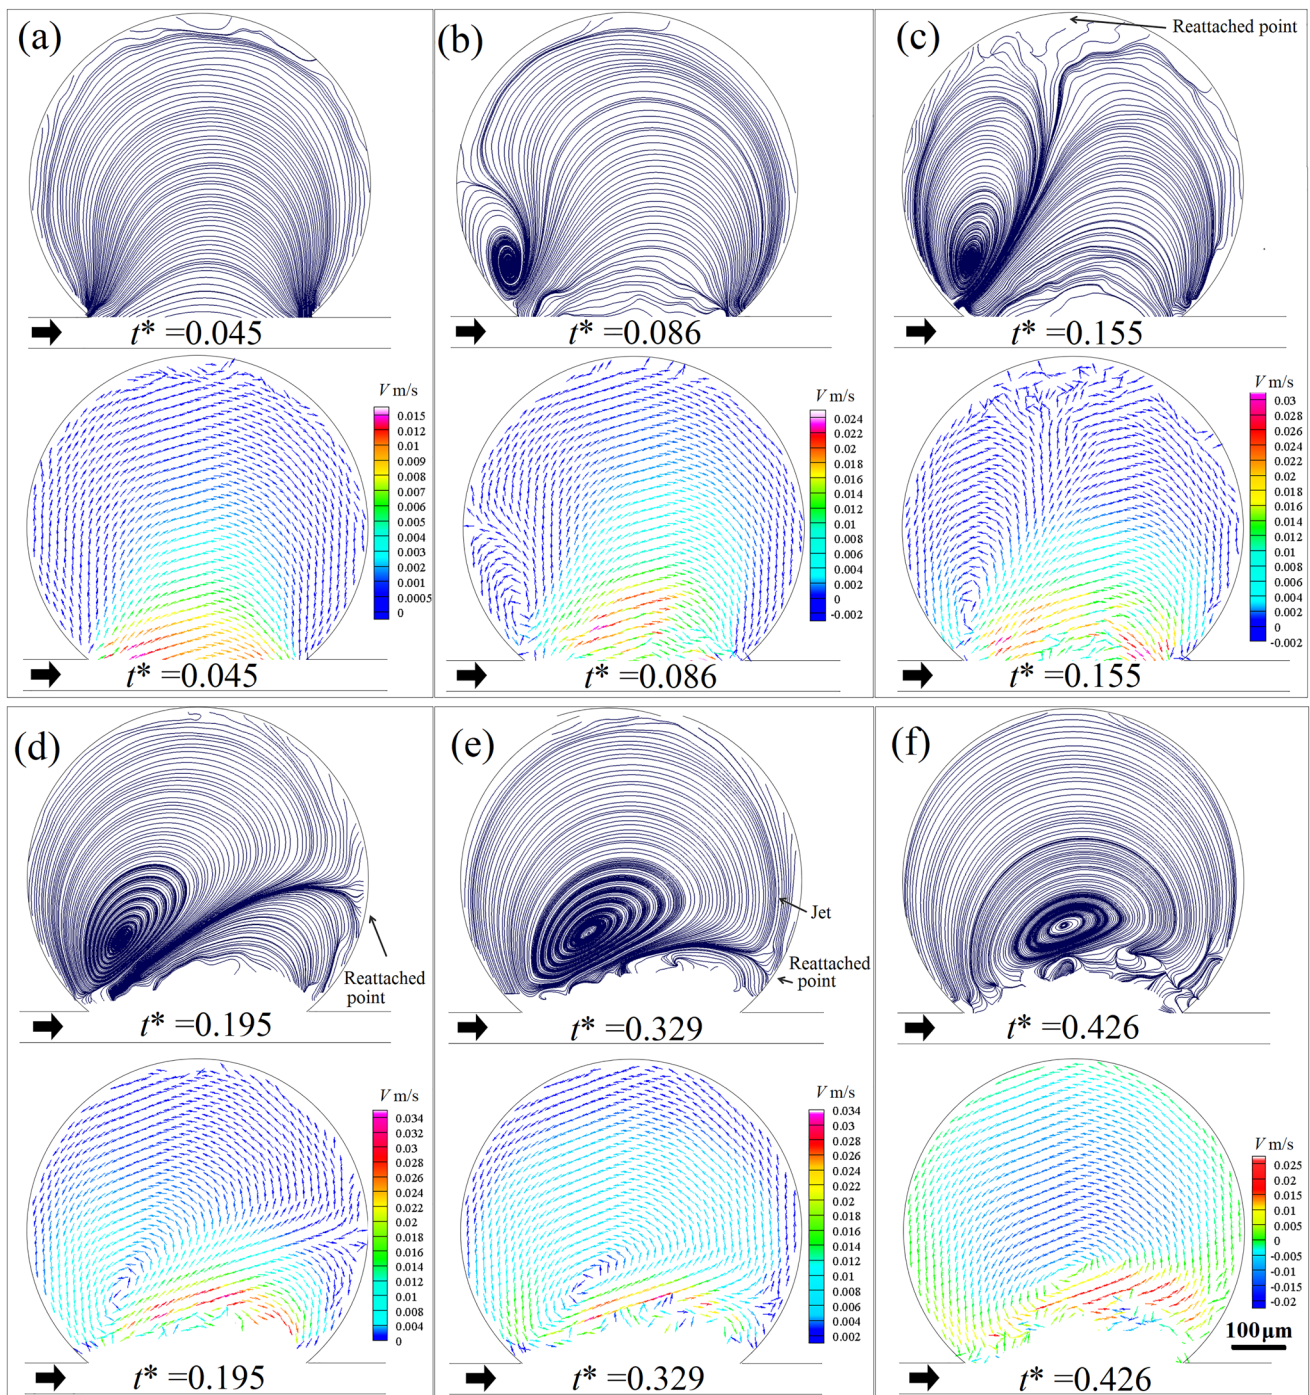 (a)
t* =0.045
V m/s
0.015
0.012
0.01
0.009
0.007
0.006
0.005
0.004
0.003
0.002
0.001
0.0005
0
t* =0.045
(b)
t* =0.086
V m/s
0.024
0.022
0.02
0.018
0.016
0.014
0.012
0.01
0.008
0.006
0.004
0.002
0
-0.002
t* =0.086
(c)
Reattached point
t* =0.155
V m/s
0.03
0.028
0.026
0.024
0.022
0.02
0.018
0.016
0.014
0.012
0.01
0.008
0.006
0.004
0.002
0
-0.002
t* =0.155
(d)
Reattached
point
t* =0.195
V m/s
0.034
0.032
0.03
0.028
0.026
0.024
0.022
0.02
0.018
0.016
0.014
0.012
0.01
0.008
0.006
0.004
0
t* =0.195
(e)
Jet
Reattached
point
t* =0.329
V m/s
0.034
0.03
0.028
0.026
0.024
0.022
0.02
0.018
0.016
0.014
0.012
0.01
0.008
0.006
0.004
0.002
t* =0.329
(f)
t* =0.426
V m/s
0.025
0.02
0.015
0.01
0.005
0
-0.005
-0.01
-0.015
-0.02
100μm
t* =0.426